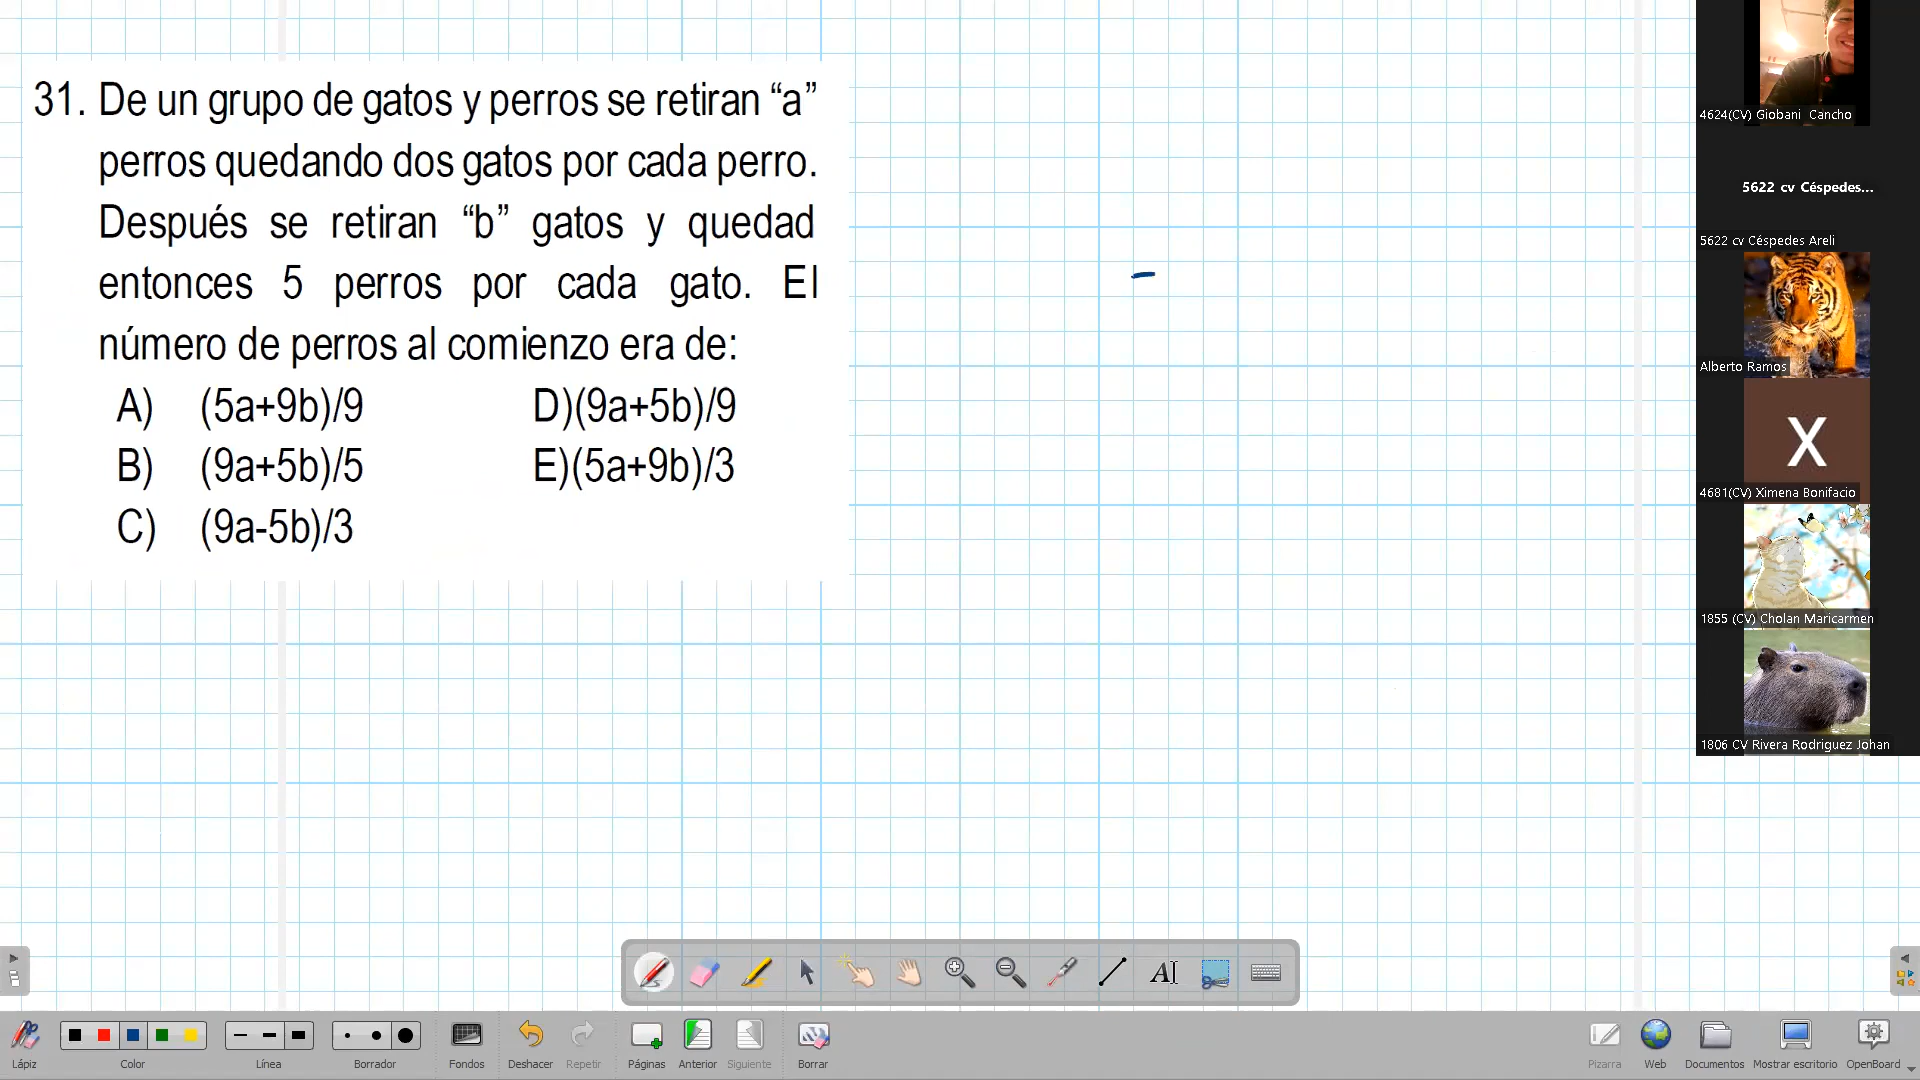 31. De un grupo de gatos y perros se retiran “a”
perros quedando dos gatos por cada perro.
Después se retiran “b” gatos y quedad
entonces 5 perros por cada gato. El
número de perros al comienzo era de:
A) (5a+9b)/9 D)(9a+5b)/9
B) (9a+5b)/5 E)(5a+9b)/3
C) (9a-5b)/3
4624(CV) Giobani Cancho
5622 cv Céspedes...
5622 cv Céspedes Areli
Alberto Ramos
X
4681(CV) Ximena Bonifacio
1855 (CV) Cholan Maricarmen
1806 CV Rivera Rodriguez Johan
A
Lápiz Color Línea Borrador Fondos Deshacer Repetir Páginas Anterior Siguiente Borrar Pizarra Web Documentos Mostrar escritorio OpenBoard